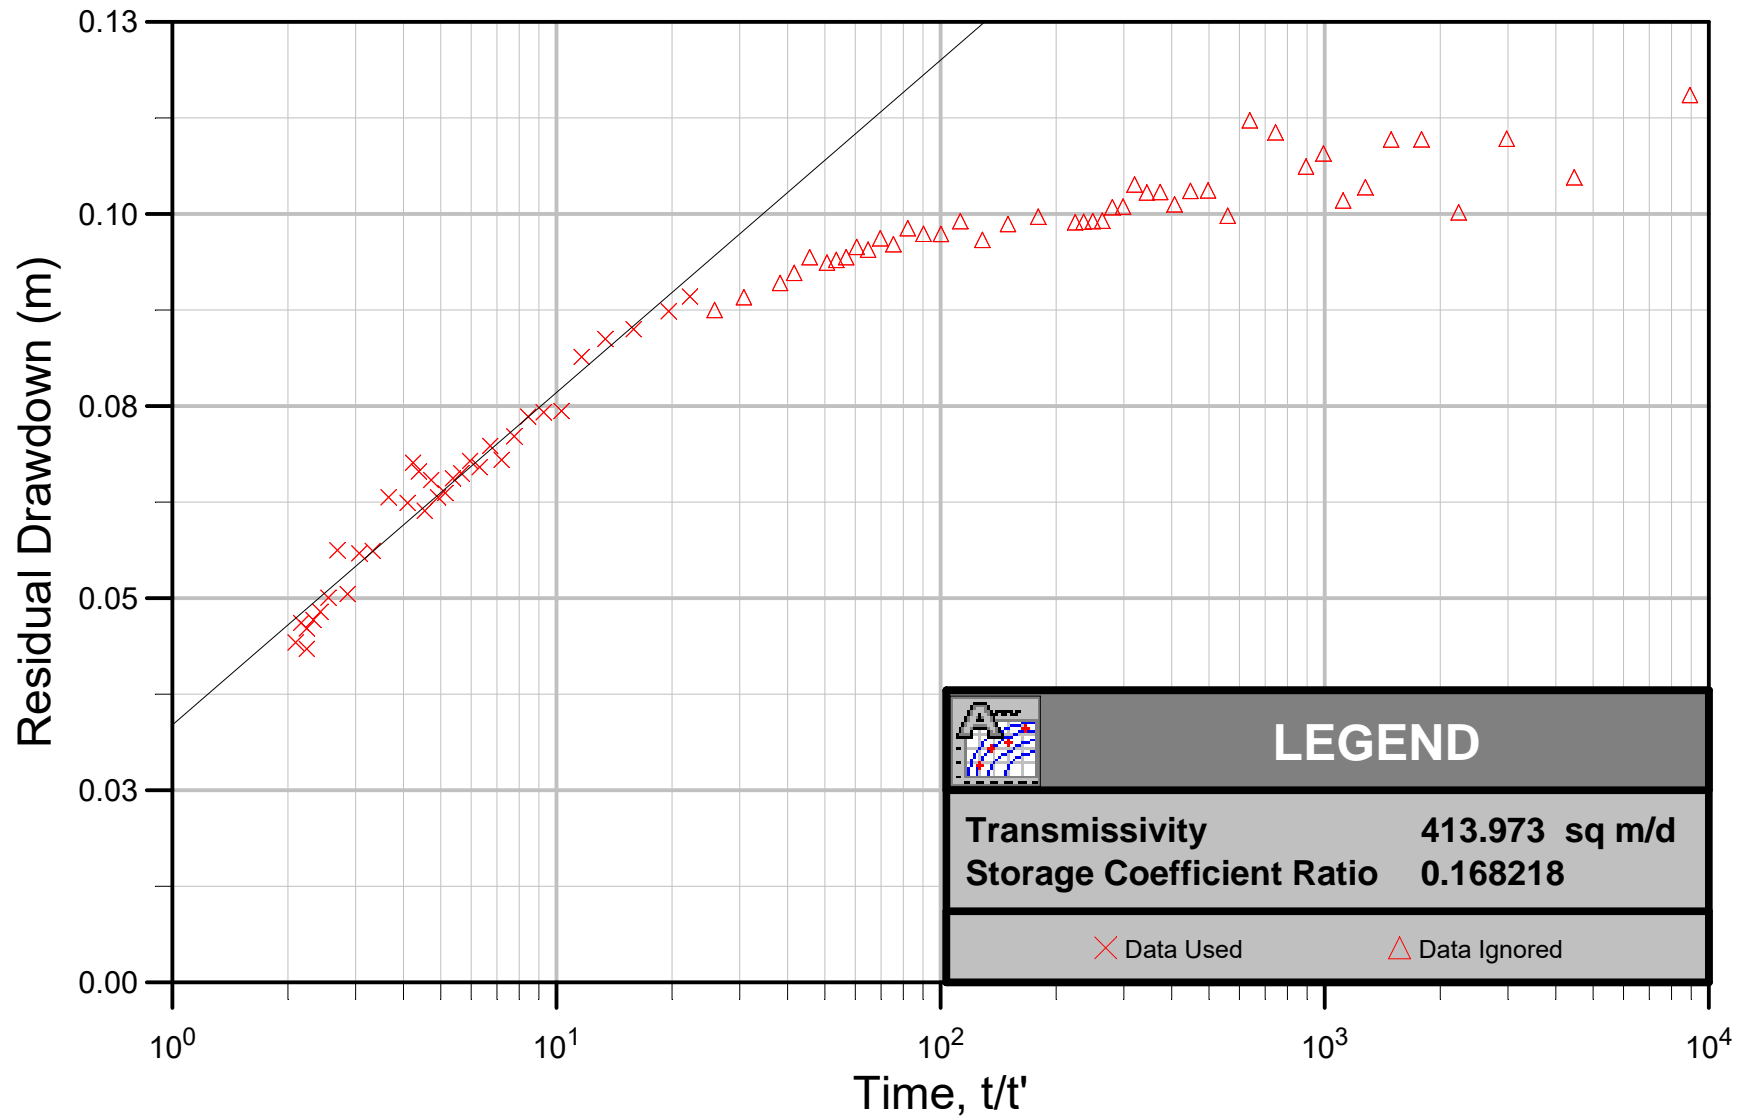 0.13
0.10
0.08
0.05
0.03
0.00
Residual Drawdown (m)
10⁰
10¹
10²
10³
10⁴
Time, t/t'
LEGEND
Transmissivity 413.973 sq m/d
Storage Coefficient Ratio 0.168218
Data Used
Data Ignored